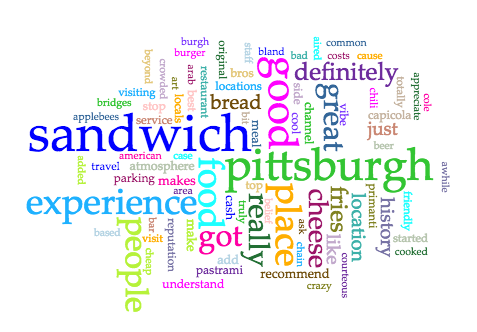 burgh
burger
beyond
crowded
art
arab
locals
best
original
restaurant
bros
staff
bland
bad
aired
common
costs
cause
good
side
definitely
totally
appreciate
cole
visiting
locations
bridges
stop
bread
bit
meal
cool
channel
great
vibe
chili
capicola
applebees
service
just
beer
sandwich
pittsburgh
awhile
added
american
case
travel
atmosphere
parking
makes
area
food
top
belief
experience
cash
truly
really
place
ask
chain
cheese
fries
like
location
courteous
primanti
history
friendly
started
cooked
people
based
bar
visit
cheap
reputation
make
got
add
pastrami
recommend
understand
crazy